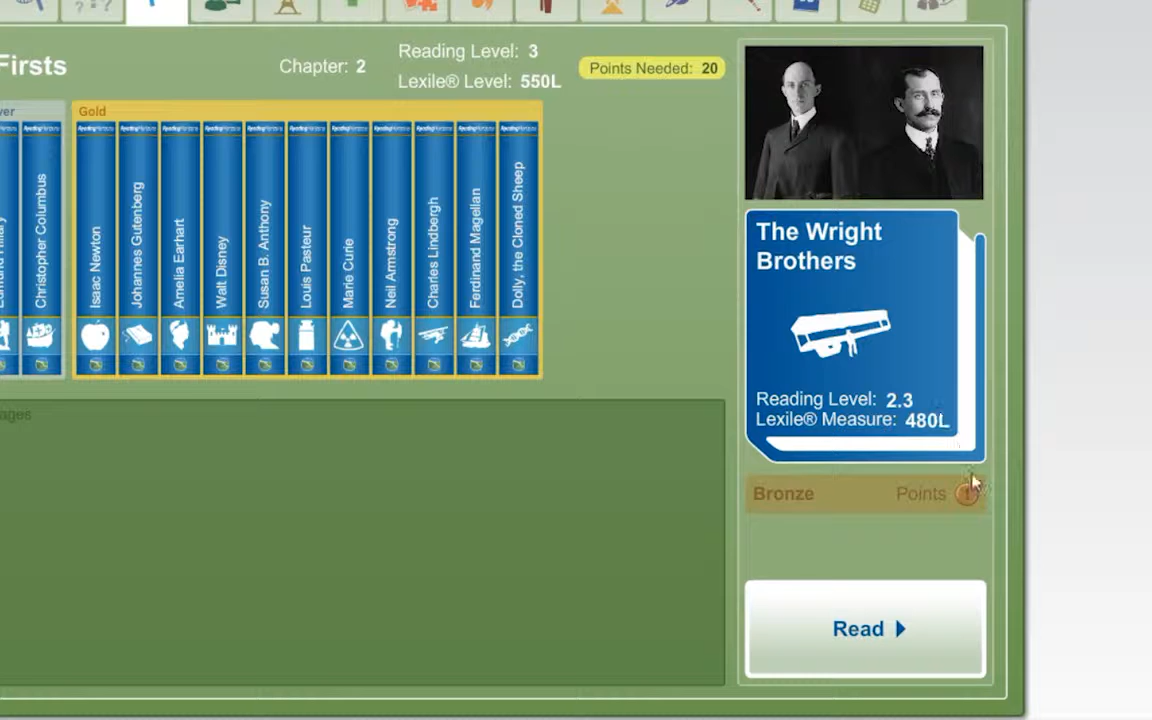 Firsts
Chapter: 2
Reading Level: 3
Lexile® Level: 550L
Points Needed: 20
Gold
Christopher Columbus
Isaac Newton
Johannes Gutenberg
Amelia Earhart
Walt Disney
Susan B. Anthony
Louis Pasteur
Marie Curie
Neil Armstrong
Charles Lindbergh
Ferdinand Magellan
Dolly, the Cloned Sheep
The Wright
Brothers
Reading Level: 2.3
Lexile® Measure: 480L
Bronze
Points
Read